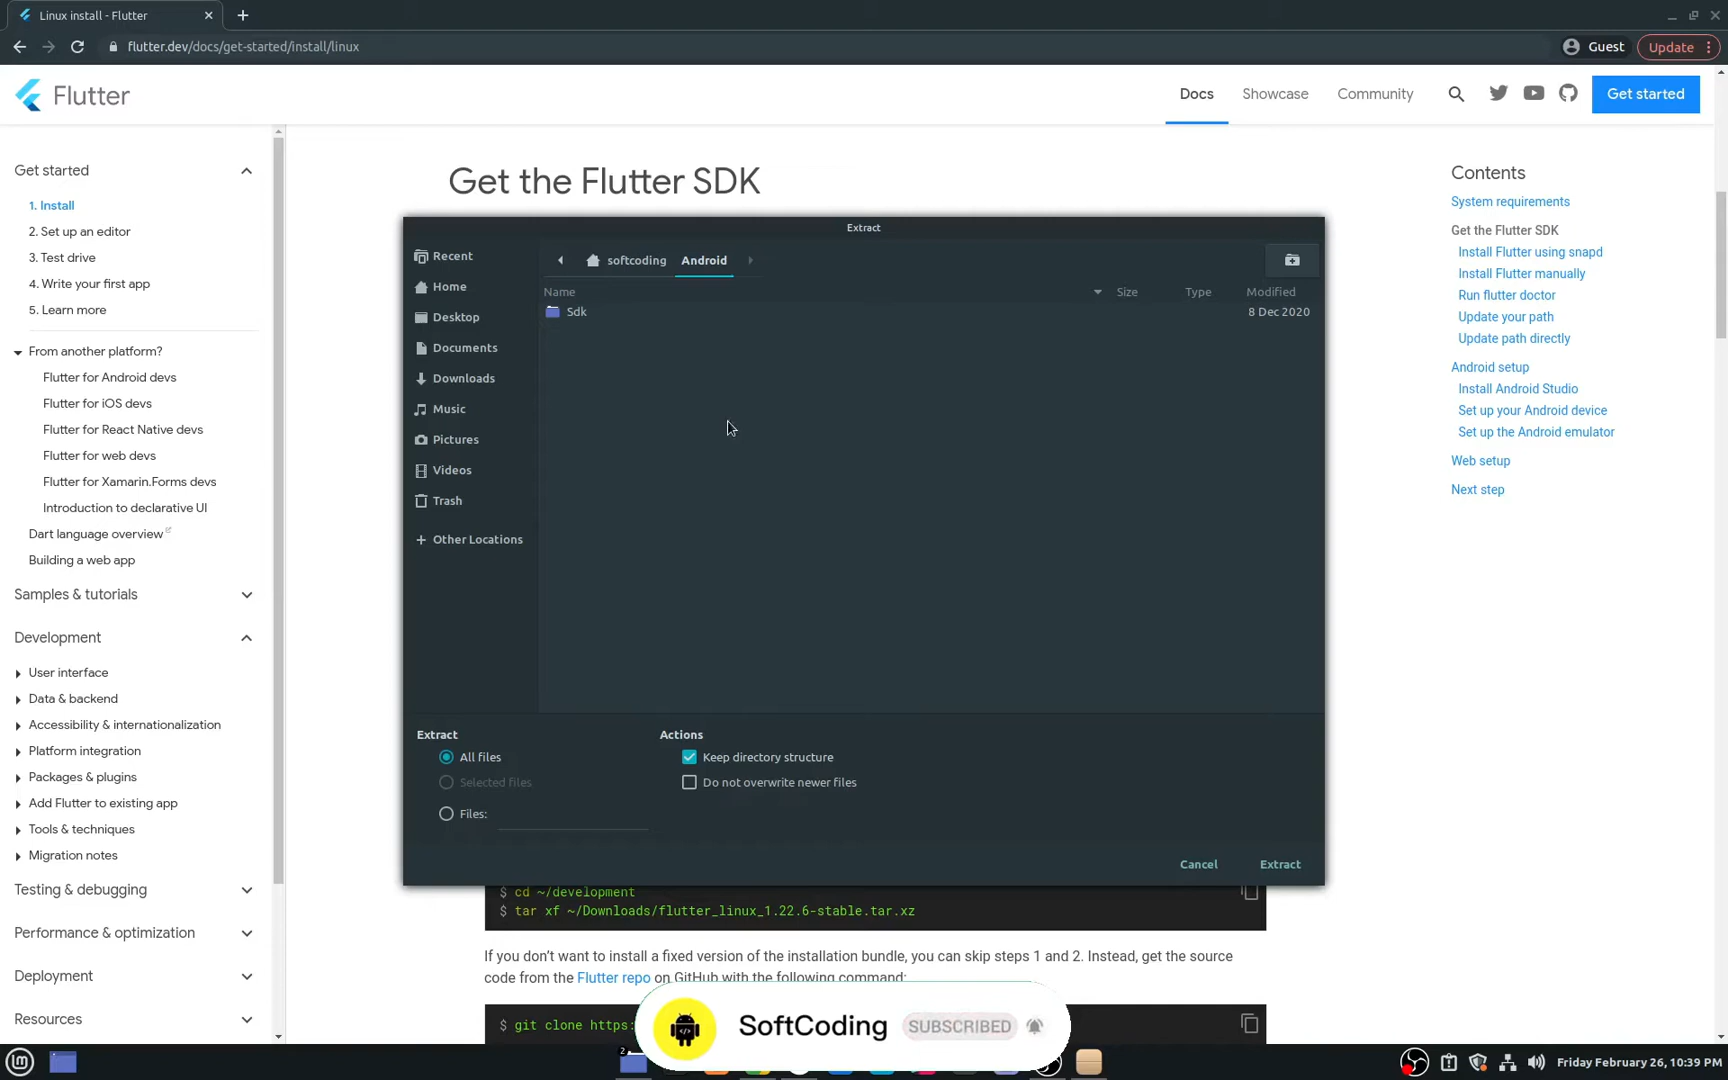 Linux install - Flutter
flutter.dev/docs/get-started/install/linux
Guest
Update
Flutter
Docs
Showcase
Community
Get started
Get started
1. Install
2. Set up an editor
3. Test drive
4. Write your first app
5. Learn more
From another platform?
Flutter for Android devs
Flutter for iOS devs
Flutter for React Native devs
Flutter for web devs
Flutter for Xamarin.Forms devs
Introduction to declarative UI
Dart language overview
Building a web app
Samples & tutorials
Development
User interface
Data & backend
Accessibility & internationalization
Platform integration
Packages & plugins
Add Flutter to existing app
Tools & techniques
Migration notes
Testing & debugging
Performance & optimization
Deployment
Resources
Get the Flutter SDK
Extract
Recent
Home
Desktop
Documents
Downloads
Music
Pictures
Videos
Trash
Other Locations
softcoding
Android
Name Size Type Modified
Sdk 8 Dec 2020
Extract
All files
Selected files
Files:
Actions
Keep directory structure
Do not overwrite newer files
Cancel
Extract
$ cd ~/development
$ tar xf ~/Downloads/flutter_linux_1.22.6-stable.tar.xz
If you don't want to install a fixed version of the installation bundle, you can skip steps 1 and 2. Instead, get the source
code from the Flutter repo on GitHub with the following command:
$ git clone https:
SoftCoding SUBSCRIBED
Contents
System requirements
Get the Flutter SDK
Install Flutter using snapd
Install Flutter manually
Run flutter doctor
Update your path
Update path directly
Android setup
Install Android Studio
Set up your Android device
Set up the Android emulator
Web setup
Next step
2
Friday February 26, 10:39 PM